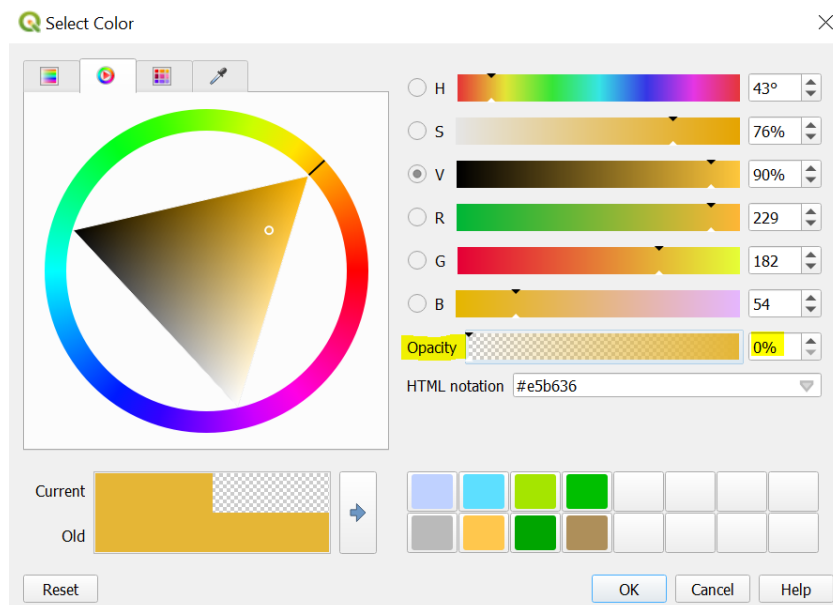 Select Color
H 43°
S 76%
V 90%
R 229
G 182
B 54
Opacity 0%
HTML notation #e5b636
Current
Old
Reset OK Cancel Help